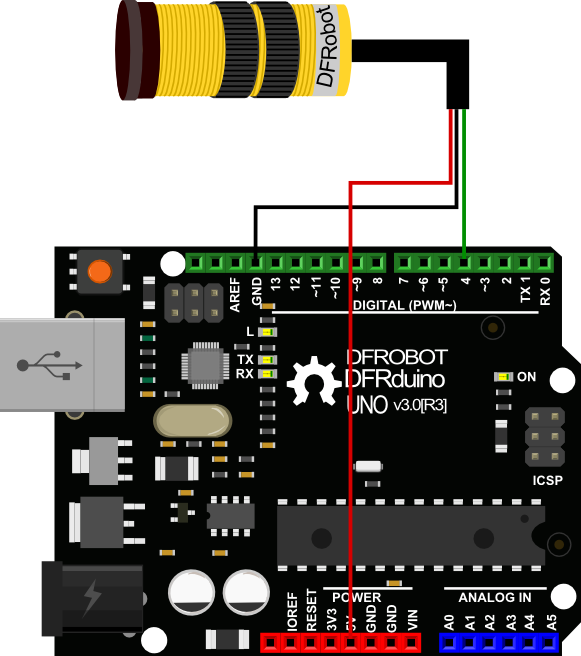 DFRobot
AREF
GND
13
12
~11
~10
~9
8
7
~6
~5
4
~3
2
TX 1
RX 0
DIGITAL (PWM~)
L
TX
RX
DFROBOT
DFRduino
UNO v3.0[R3]
ON
ICSP
POWER
ANALOG IN
IOREF
RESET
3V3
5V
GND
GND
VIN
A0
A1
A2
A3
A4
A5